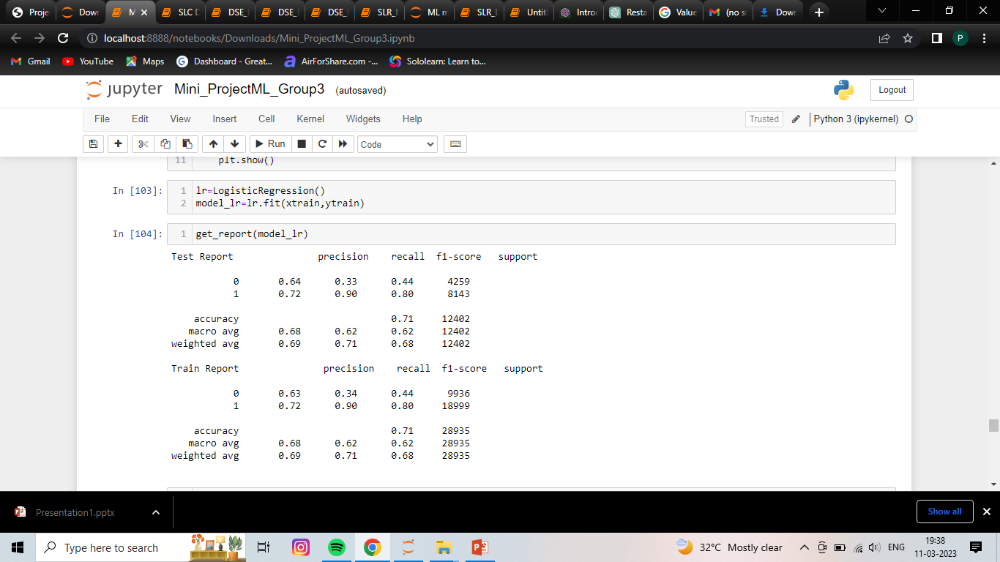 Proje
Dow
M
SLC D
DSE_
DSE_
DSE_
SLR_
ML m
SLR_
Untit
Intro
Resta
Value
(no s
Dow
localhost:8888/notebooks/Downloads/Mini_ProjectML_Group3.ipynb
P
Gmail
YouTube
Maps
Dashboard - Great...
AirForShare.com -...
Sololearn: Learn to...
jupyter Mini_ProjectML_Group3 (autosaved)
Logout
File Edit View Insert Cell Kernel Widgets Help
Trusted
Python 3 (ipykernel)
Run
Code
11 plt.show()
In [103]: 1 lr=LogisticRegression()
2 model_lr=lr.fit(xtrain,ytrain)
In [104]: 1 get_report(model_lr)
Test Report precision recall f1-score support
0 0.64 0.33 0.44 4259
1 0.72 0.90 0.80 8143
accuracy 0.71 12402
macro avg 0.68 0.62 0.62 12402
weighted avg 0.69 0.71 0.68 12402
Train Report precision recall f1-score support
0 0.63 0.34 0.44 9936
1 0.72 0.90 0.80 18999
accuracy 0.71 28935
macro avg 0.68 0.62 0.62 28935
weighted avg 0.69 0.71 0.68 28935
Presentation1.pptx
Show all
Type here to search
32°C Mostly clear
ENG
19:38
11-03-2023